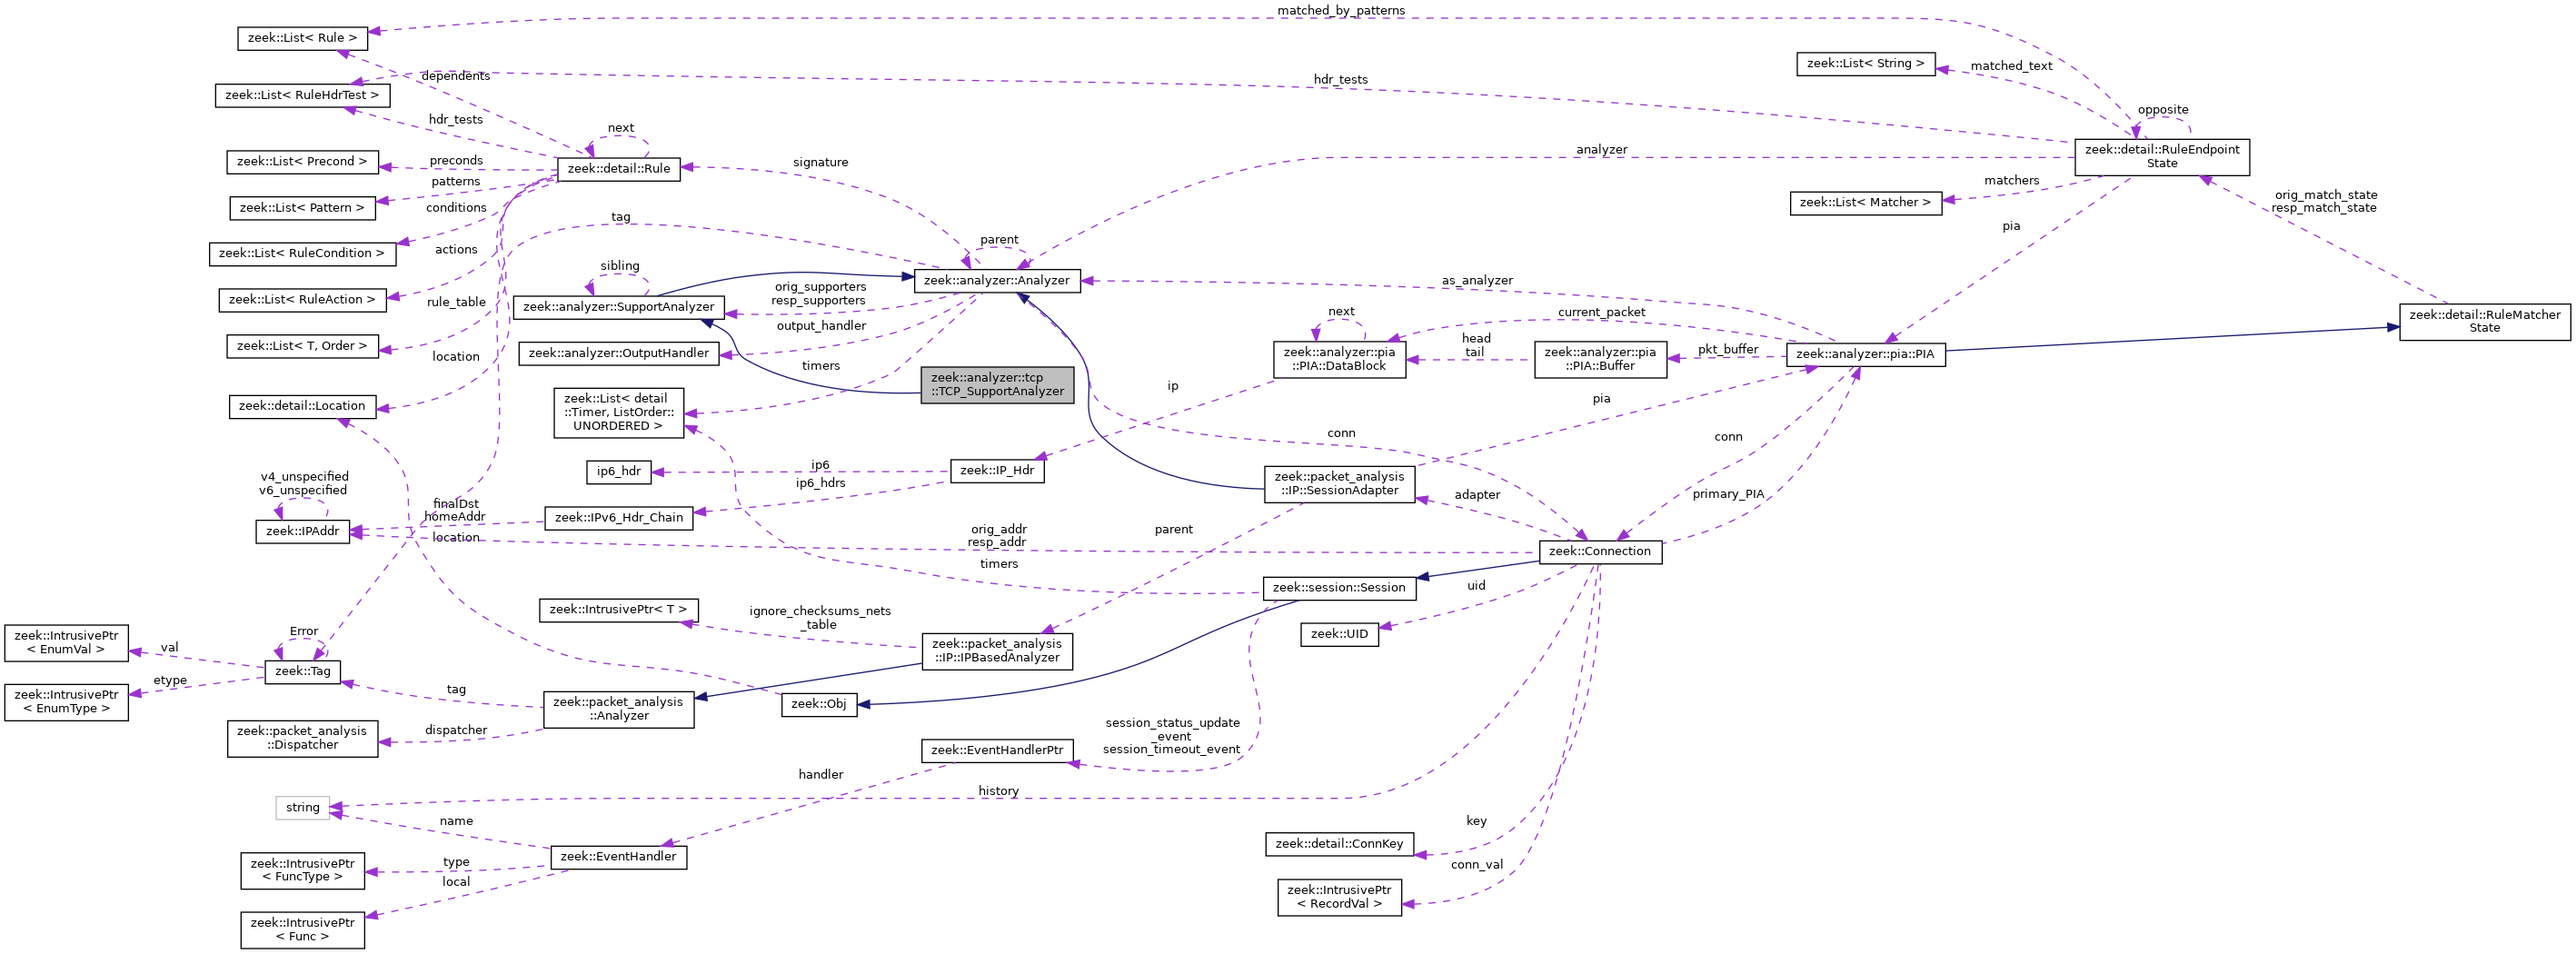 matched_by_patterns
zeek::List< Rule >
zeek::List< String >
matched_text
dependents
hdr_tests
zeek::List< RuleHdrTest >
opposite
hdr_tests
next
zeek::detail::RuleEndpoint
State
analyzer
zeek::List< Precond >
preconds
zeek::detail::Rule
signature
matchers
patterns
zeek::List< Pattern >
zeek::List< Matcher >
orig_match_state
resp_match_state
conditions
tag
pia
zeek::List< RuleCondition >
actions
parent
sibling
zeek::analyzer::Analyzer
as_analyzer
orig_supporters
resp_supporters
zeek::List< RuleAction >
rule_table
zeek::analyzer::SupportAnalyzer
next
current_packet
zeek::detail::RuleMatcher
State
output_handler
head
tail
zeek::List< T, Order >
location
zeek::analyzer::OutputHandler
zeek::analyzer::pia
::PIA::DataBlock
zeek::analyzer::pia
::PIA::Buffer
pkt_buffer
zeek::analyzer::pia::PIA
timers
zeek::analyzer::tcp
::TCP_SupportAnalyzer
ip
zeek::detail::Location
zeek::List< detail
::Timer, ListOrder::
UNORDERED >
pia
conn
conn
v4_unspecified
v6_unspecified
ip6_hdr
ip6
ip6_hdrs
zeek::IP_Hdr
zeek::packet_analysis
::IP::SessionAdapter
adapter
primary_PIA
finalDst
homeAddr
zeek::IPAddr
zeek::IPv6_Hdr_Chain
location
orig_addr
resp_addr
parent
zeek::Connection
timers
zeek::session::Session
uid
zeek::IntrusivePtr< T >
ignore_checksums_nets
_table
zeek::UID
zeek::IntrusivePtr
< EnumVal >
val
Error
zeek::packet_analysis
::IP::IPBasedAnalyzer
zeek::Tag
etype
zeek::IntrusivePtr
< EnumType >
tag
zeek::packet_analysis
::Analyzer
zeek::Obj
zeek::packet_analysis
::Dispatcher
dispatcher
session_status_update
_event
session_timeout_event
zeek::EventHandlerPtr
handler
history
string
name
key
zeek::detail::ConnKey
zeek::IntrusivePtr
< FuncType >
type
zeek::EventHandler
conn_val
local
zeek::IntrusivePtr
< RecordVal >
zeek::IntrusivePtr
< Func >